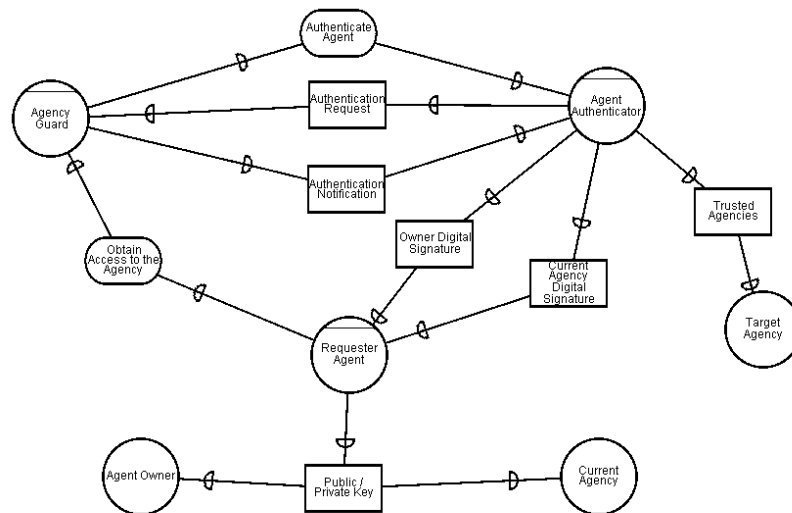 Authenticate
Agent
Agency
Guard
Authentication
Request
Agent
Authenticator
Authentication
Notification
Owner Digital
Signature
Trusted
Agencies
Obtain
Access to the
Agency
Current Agency
Digital
Signature
Requester
Agent
Target
Agency
Agent Owner
Public /
Private Key
Current
Agency